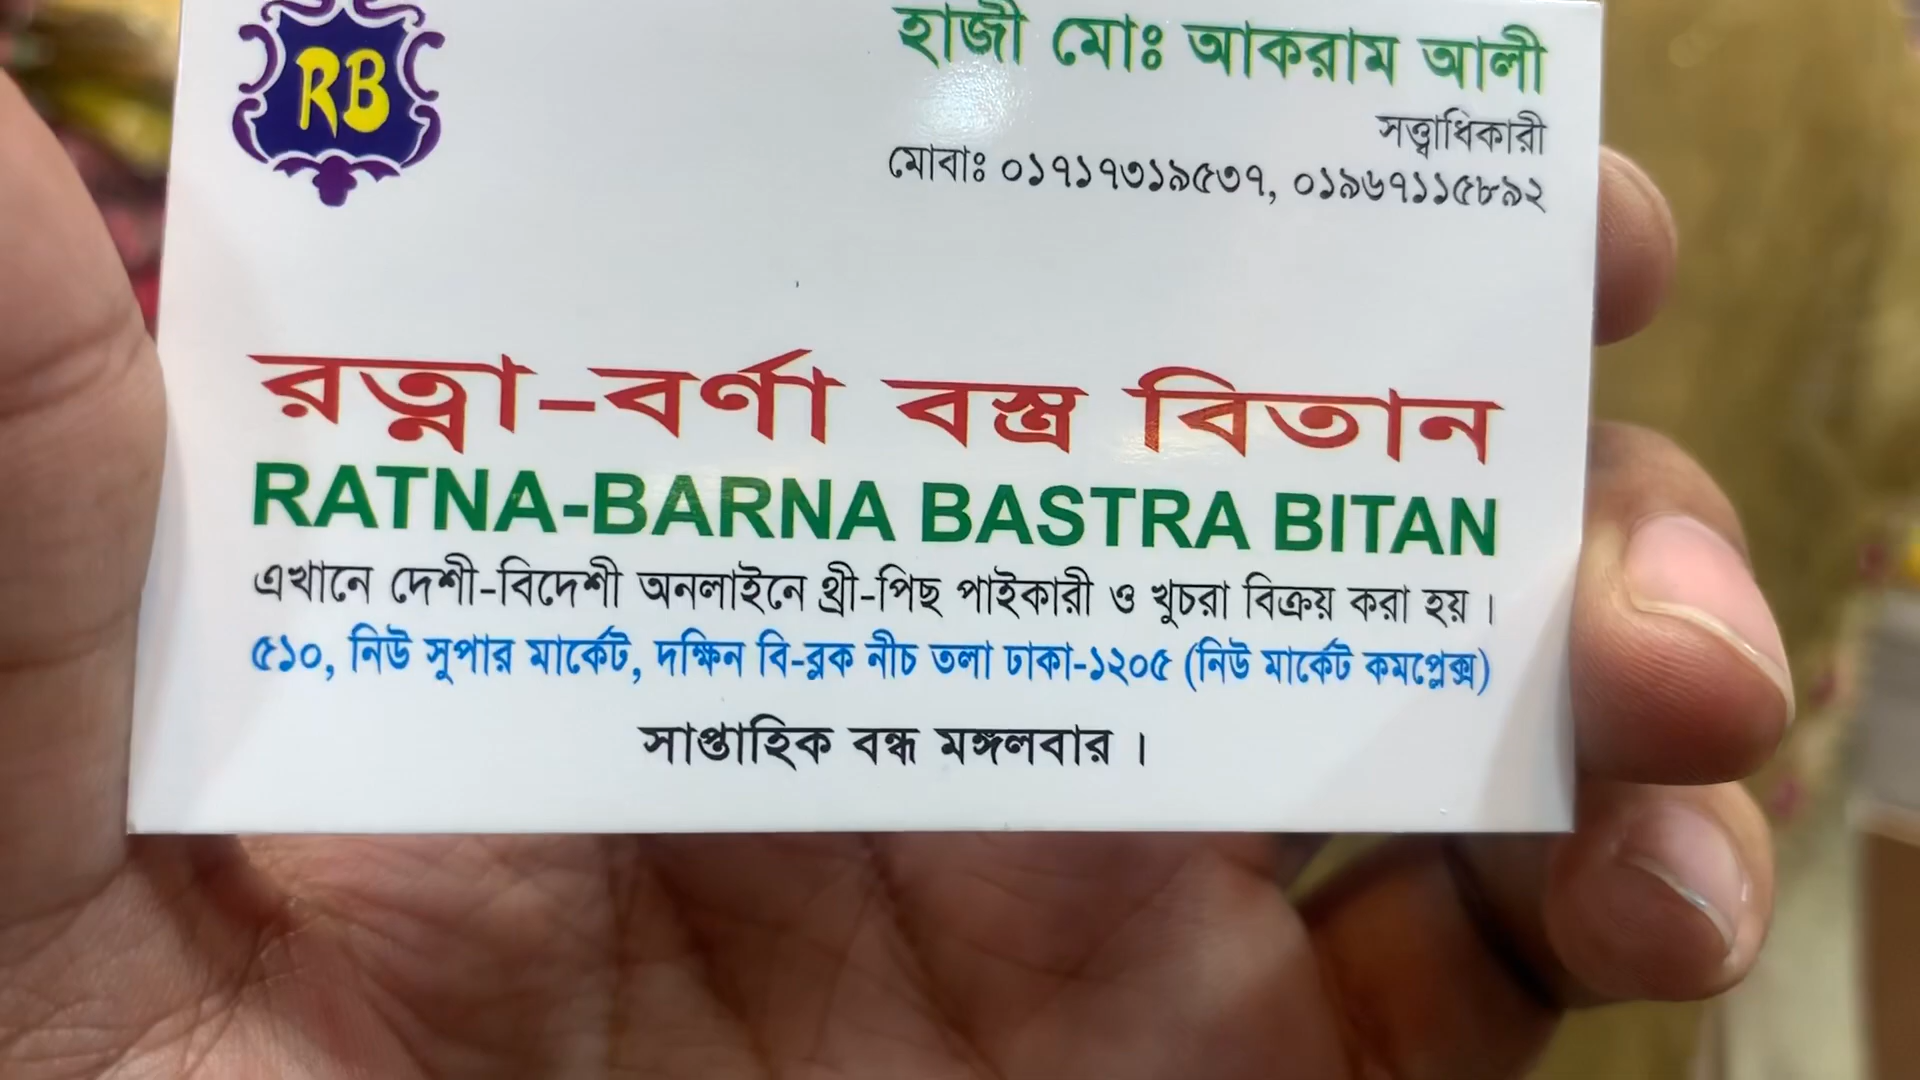 RB
হাজী মোঃ আকরাম আলী
সত্ত্বাধিকারী
মোবাঃ ০১৭১৭৩১৯৫৩৭, ০১৯৬৭১১৫৮৯২
রত্না-বর্ণা বস্ত্র বিতান
RATNA-BARNA BASTRA BITAN
এখানে দেশী-বিদেশী অনলাইনে থ্রী-পিছ পাইকারী ও খুচরা বিক্রয় করা হয় ।
৫১০, নিউ সুপার মার্কেট, দক্ষিন বি-ব্লক নীচ তলা ঢাকা-১২০৫ (নিউ মার্কেট কমপ্লেক্স)
সাপ্তাহিক বন্ধ মঙ্গলবার ।